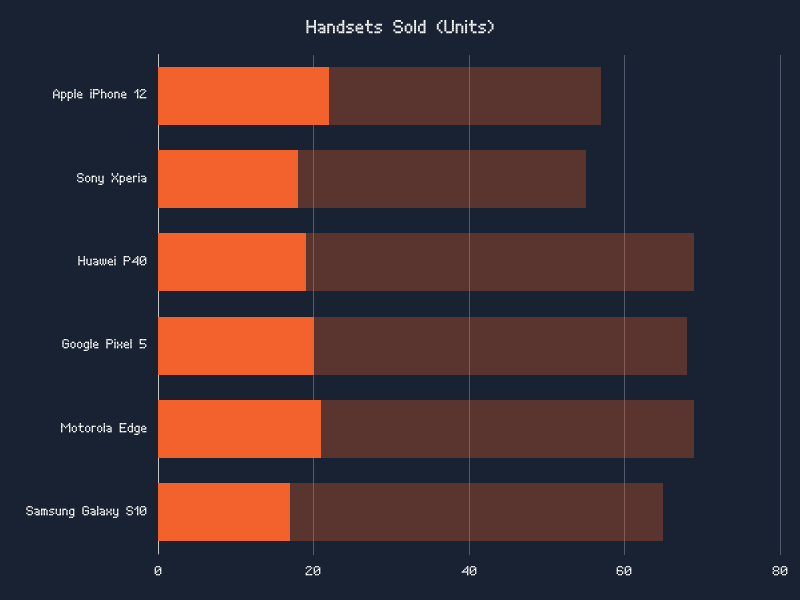 Handsets Sold (Units)
Apple iPhone 12
Sony Xperia
Huawei P40
Google Pixel 5
Motorola Edge
Samsung Galaxy S10
0 20 40 60 80